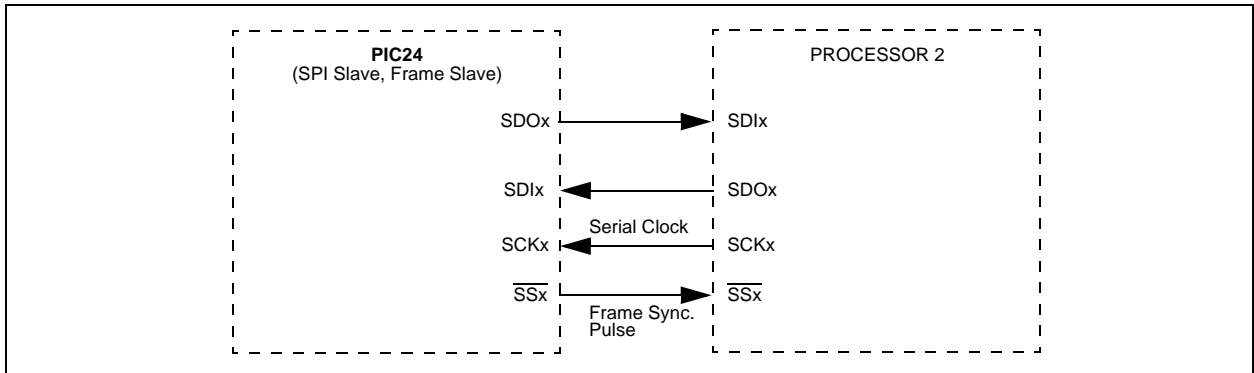 PIC24
(SPI Slave, Frame Slave)
PROCESSOR 2
SDOx
SDIx
SDIx
SDOx
Serial Clock
SCKx
SCKx
SSx
SSx
Frame Sync.
Pulse